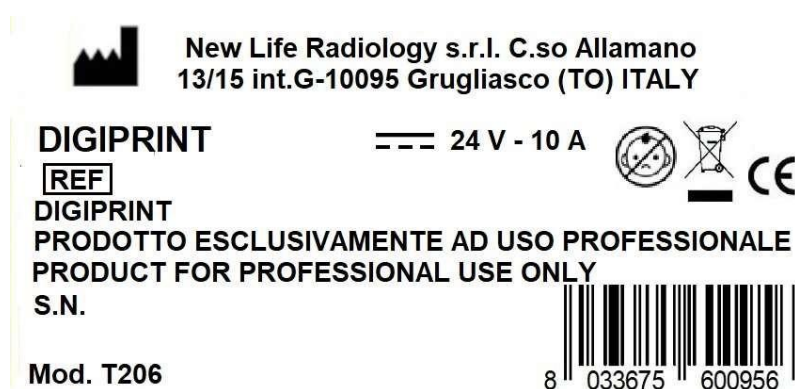 New Life Radiology s.r.l. C.so Allamano
13/15 int.G-10095 Grugliasco (TO) ITALY
DIGIPRINT
24 V - 10 A
REF
DIGIPRINT
PRODOTTO ESCLUSIVAMENTE AD USO PROFESSIONALE
PRODUCT FOR PROFESSIONAL USE ONLY
S.N.
Mod. T206
8 033675 600956